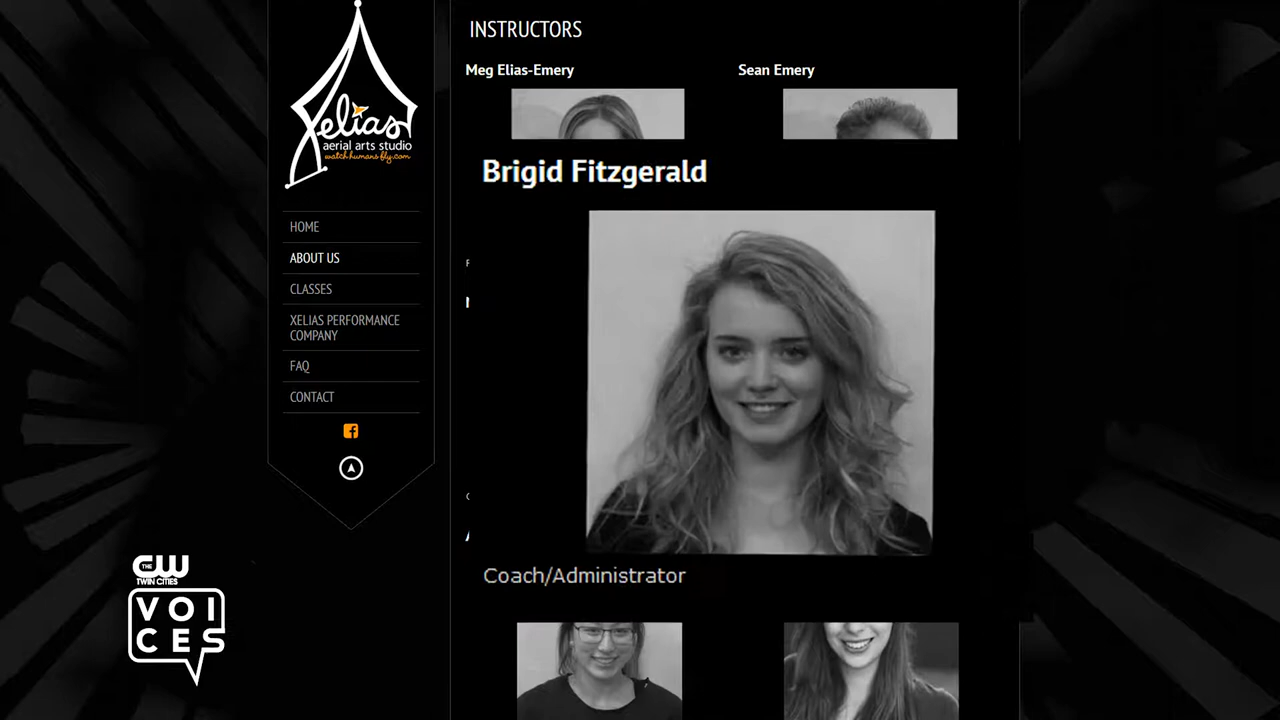 Xelias
aerial arts studio
watchhumansfly.com
HOME
ABOUT US
CLASSES
XELIAS PERFORMANCE
COMPANY
FAQ
CONTACT
INSTRUCTORS
Meg Elias-Emery
Sean Emery
Brigid Fitzgerald
Coach/Administrator
THE
CW
TWIN CITIES
VOI
CES